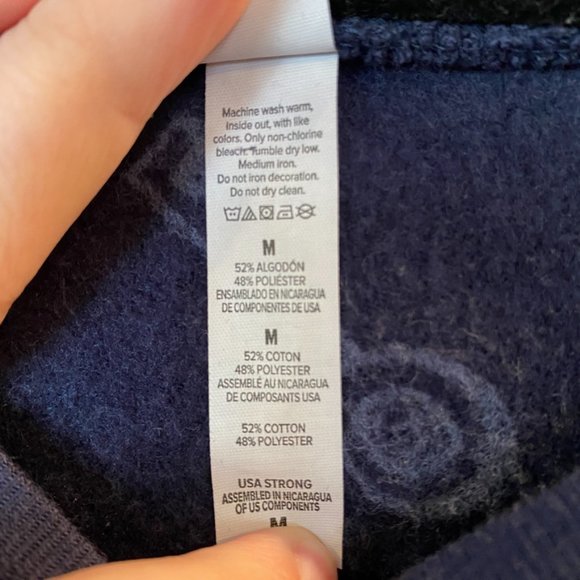 Machine wash warm,
Inside out, with like
colors. Only non-chlorine
bleach. Tumble dry low.
Medium iron.
Do not iron decoration.
Do not dry clean.
M
52% ALGODÓN
48% POLIÉSTER
ENSAMBLADO EN NICARAGUA
DE COMPONENTES DE USA
M
52% COTON
48% POLYESTER
ASSEMBLÉ AU NICARAGUA
DE COMPOSANTS USA
52% COTTON
48% POLYESTER
USA STRONG
ASSEMBLED IN NICARAGUA
OF US COMPONENTS
M